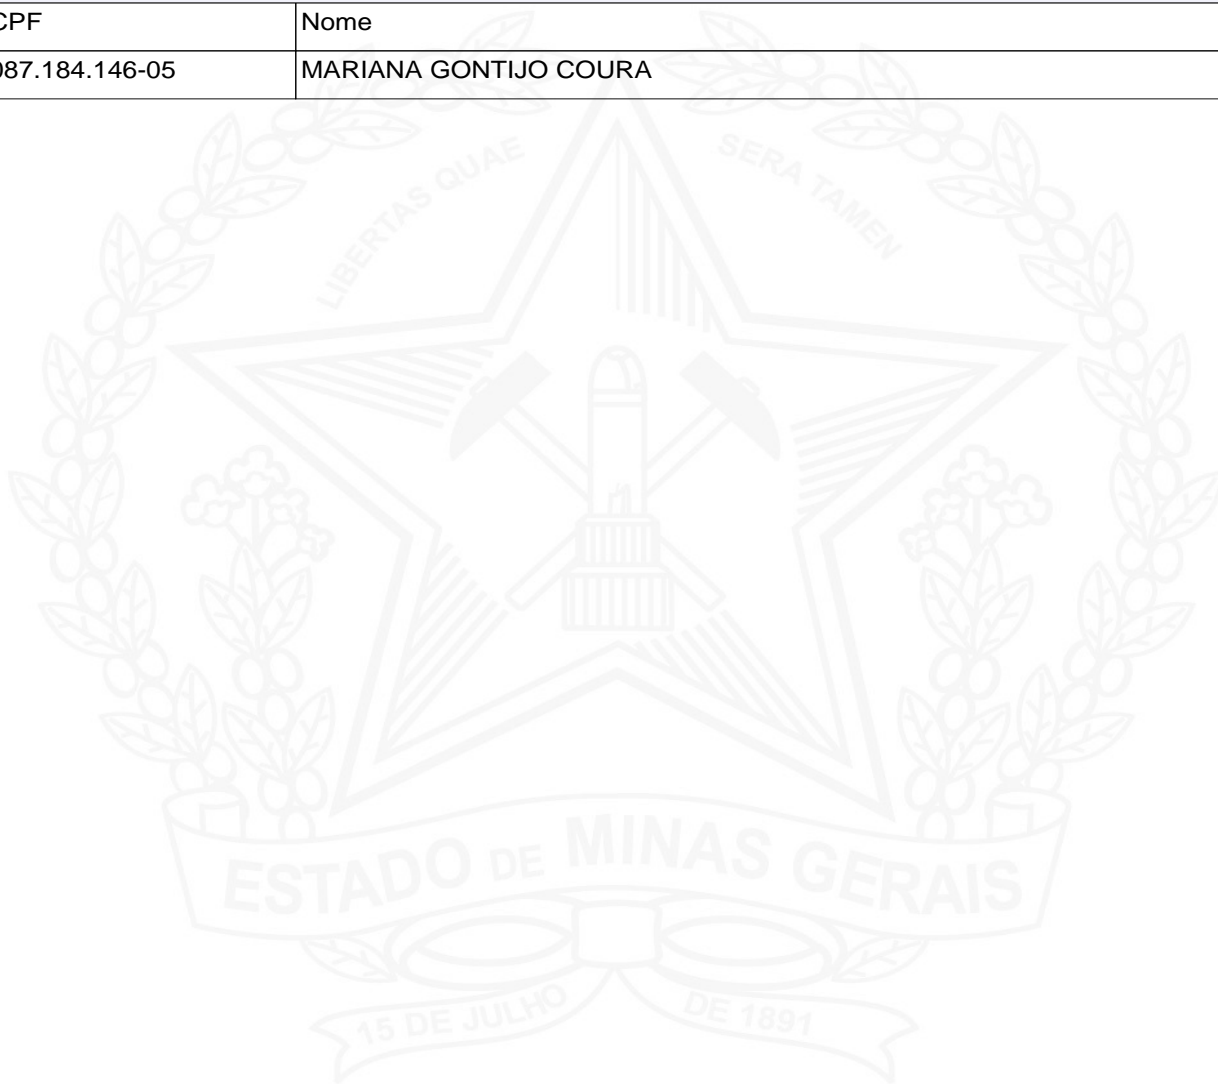 CPF Nome
087.184.146-05 MARIANA GONTIJO COURA
LIBERTAS QUAE SERA TAMEN
ESTADO DE MINAS GERAIS
15 DE JULHO DE 1891